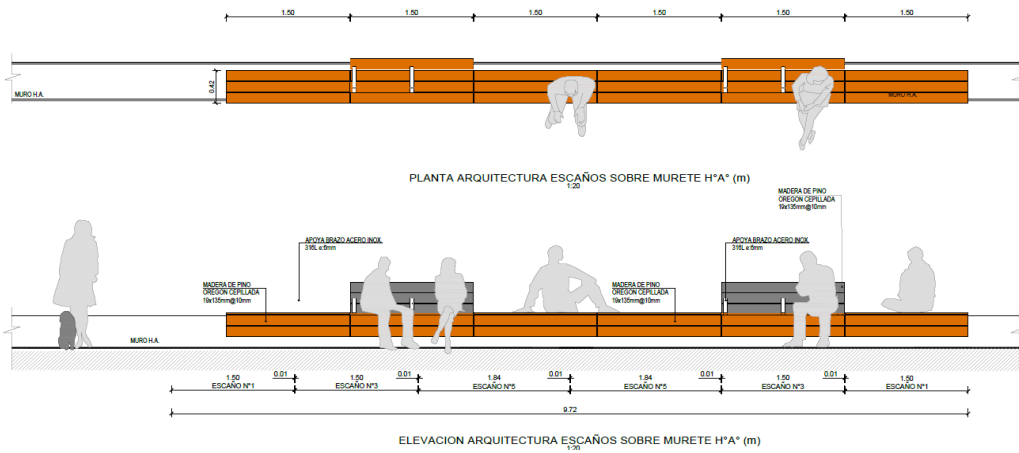 1.50 1.50 1.50 1.50 1.50 1.50
0.42
MURO H.A.
MURO H.A.
PLANTA ARQUITECTURA ESCAÑOS SOBRE MURETE H°A° (m)
1:20
MADERA DE PINO
OREGON CEPILLADA
19x135mm@10mm
APOYA BRAZO ACERO INOX.
316L e:6mm
APOYA BRAZO ACERO INOX.
316L e:6mm
MADERA DE PINO
OREGON CEPILLADA
19x135mm@10mm
MADERA DE PINO
OREGON CEPILLADA
19x135mm@10mm
MURO H.A.
1.50 0.01 1.50 0.01 1.84 0.01 1.84 0.01 1.50 0.01 1.50
ESCAÑO N°1 ESCAÑO N°3 ESCAÑO N°5 ESCAÑO N°5 ESCAÑO N°3 ESCAÑO N°1
9.72
ELEVACION ARQUITECTURA ESCAÑOS SOBRE MURETE H°A° (m)
1:20